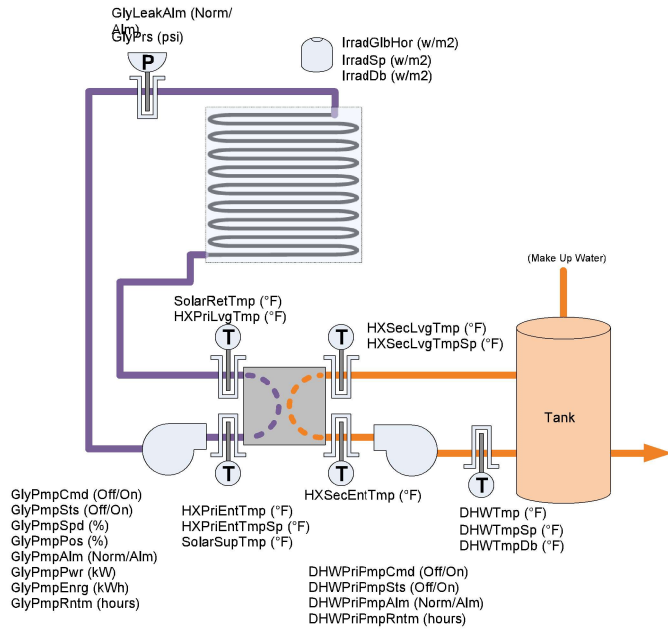 GlyLeakAlm (Norm/
Alm)
GlyPrs (psi)
P
IrradGlbHor (w/m2)
IrradSp (w/m2)
IrradDb (w/m2)
(Make Up Water)
SolarRetTmp (°F)
HXPriLvgTmp (°F)
T
T
HXSecLvgTmp (°F)
HXSecLvgTmpSp (°F)
Tank
T
T
T
HXSecEntTmp (°F)
GlyPmpCmd (Off/On)
GlyPmpSts (Off/On)
GlyPmpSpd (%)
GlyPmpPos (%)
GlyPmpAlm (Norm/Alm)
GlyPmpPwr (kW)
GlyPmpEnrg (kWh)
GlyPmpRntm (hours)
HXPriEntTmp (°F)
HXPriEntTmpSp (°F)
SolarSupTmp (°F)
DHWTmp (°F)
DHWTmpSp (°F)
DHWTmpDb (°F)
DHWPriPmpCmd (Off/On)
DHWPriPmpSts (Off/On)
DHWPriPmpAlm (Norm/Alm)
DHWPriPmpRntm (hours)